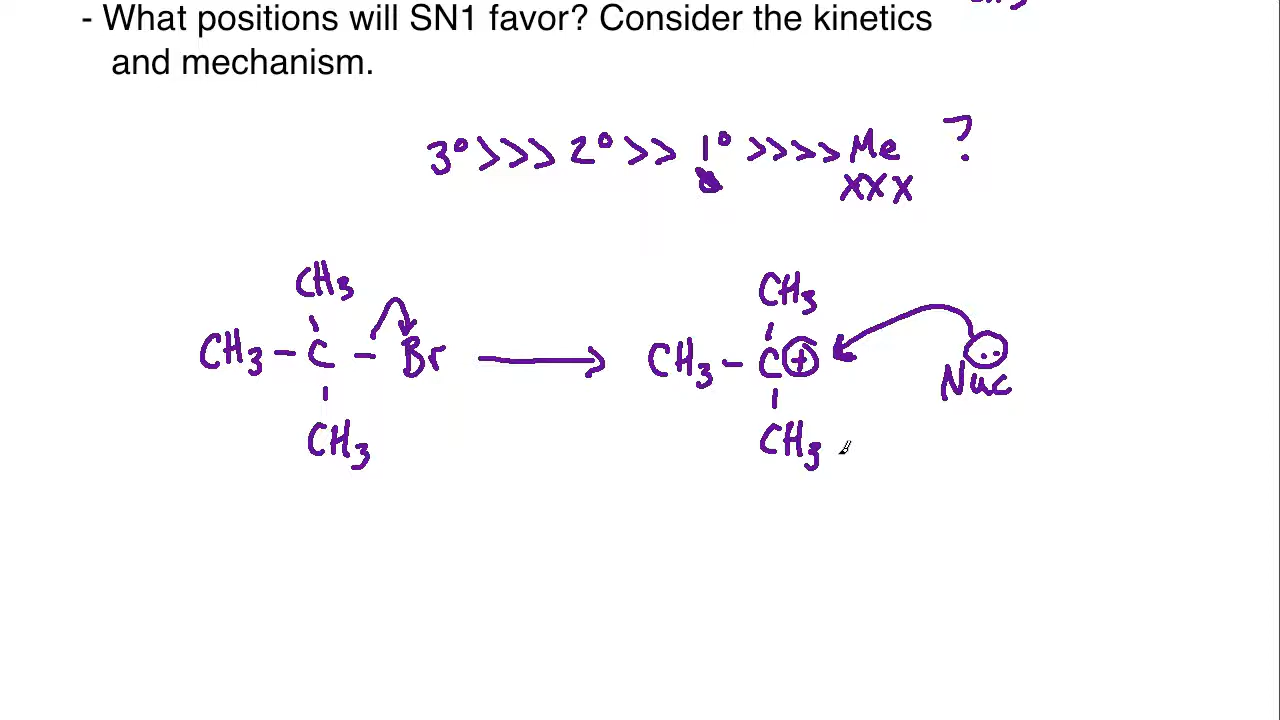 - What positions will SN1 favor? Consider the kinetics
and mechanism.
3° >>> 2° >> 1° >>>> Me ?
XXX
CH3 CH3
CH3 - C - Br → CH3 - C+ Nuc
CH3 CH3